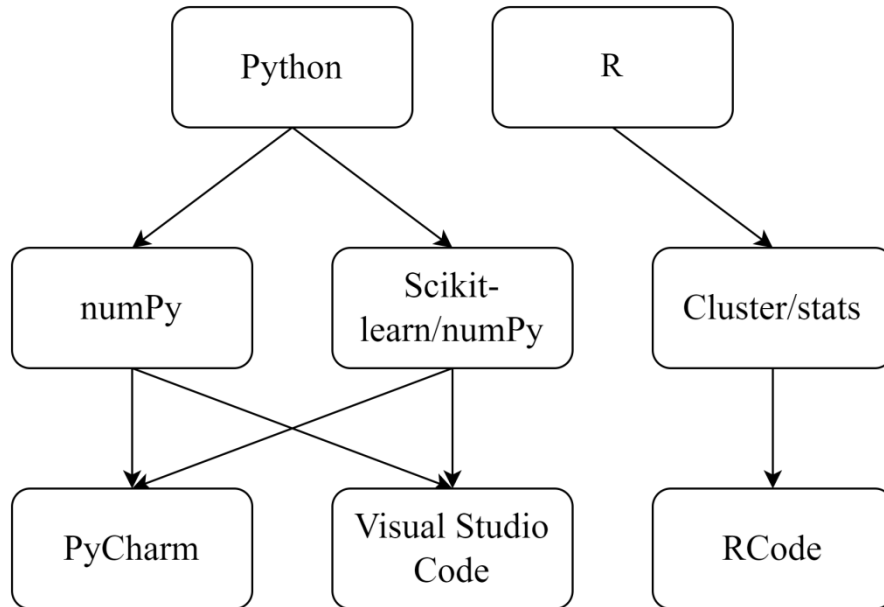 Python
R
numPy
Scikit-
learn/numPy
Cluster/stats
PyCharm
Visual Studio
Code
RCode